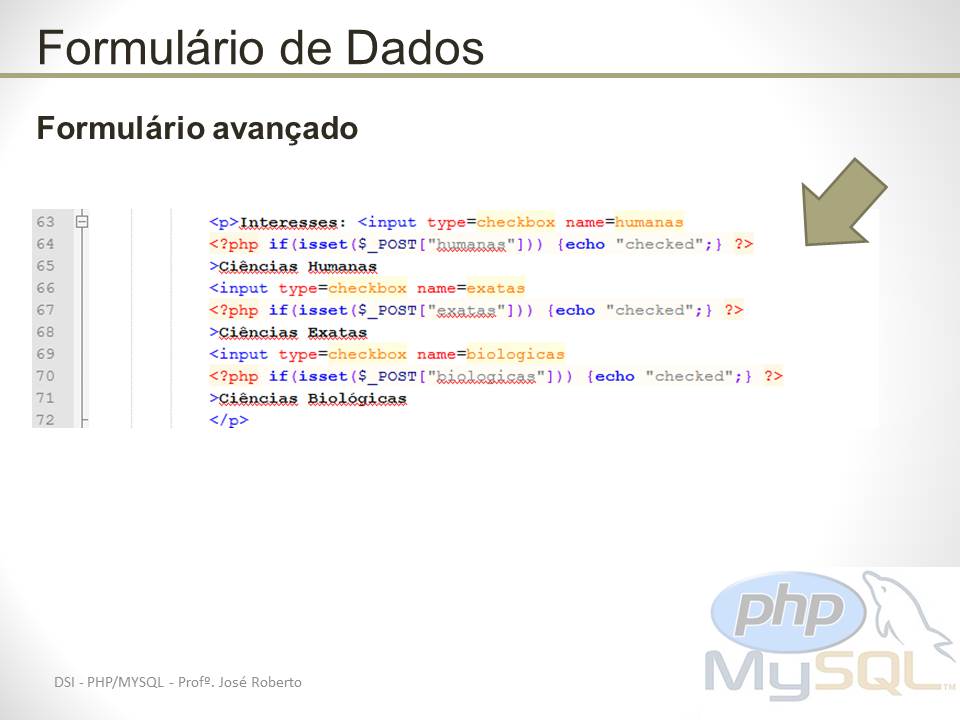 Formulário de Dados
Formulário avançado
63 <p>Interesses: <input type=checkbox name=humanas
64 <?php if(isset($_POST["humanas"])) {echo "checked";} ?>
65 >Ciências Humanas
66 <input type=checkbox name=exatas
67 <?php if(isset($_POST["exatas"])) {echo "checked";} ?>
68 >Ciências Exatas
69 <input type=checkbox name=biologicas
70 <?php if(isset($_POST["biologicas"])) {echo "checked";} ?>
71 >Ciências Biológicas
72 </p>
php
MySQL™
DSI - PHP/MYSQL - Profº. José Roberto